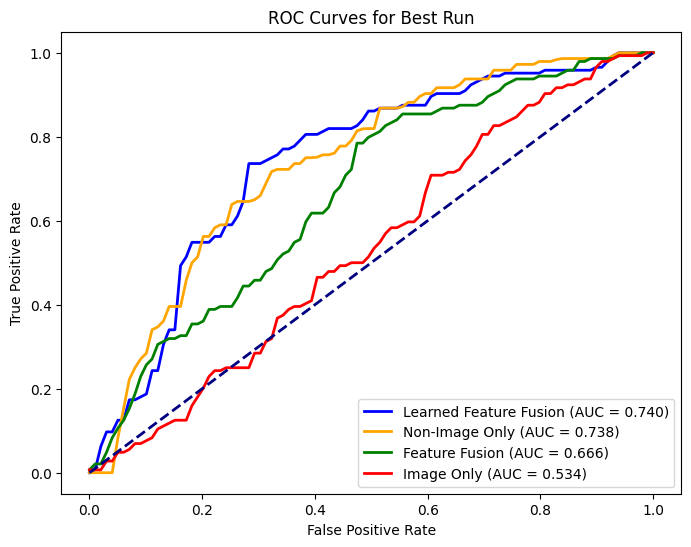 ROC Curves for Best Run
True Positive Rate
1.0
0.8
0.6
0.4
0.2
0.0
Learned Feature Fusion (AUC = 0.740)
Non-Image Only (AUC = 0.738)
Feature Fusion (AUC = 0.666)
Image Only (AUC = 0.534)
0.0 0.2 0.4 0.6 0.8 1.0
False Positive Rate